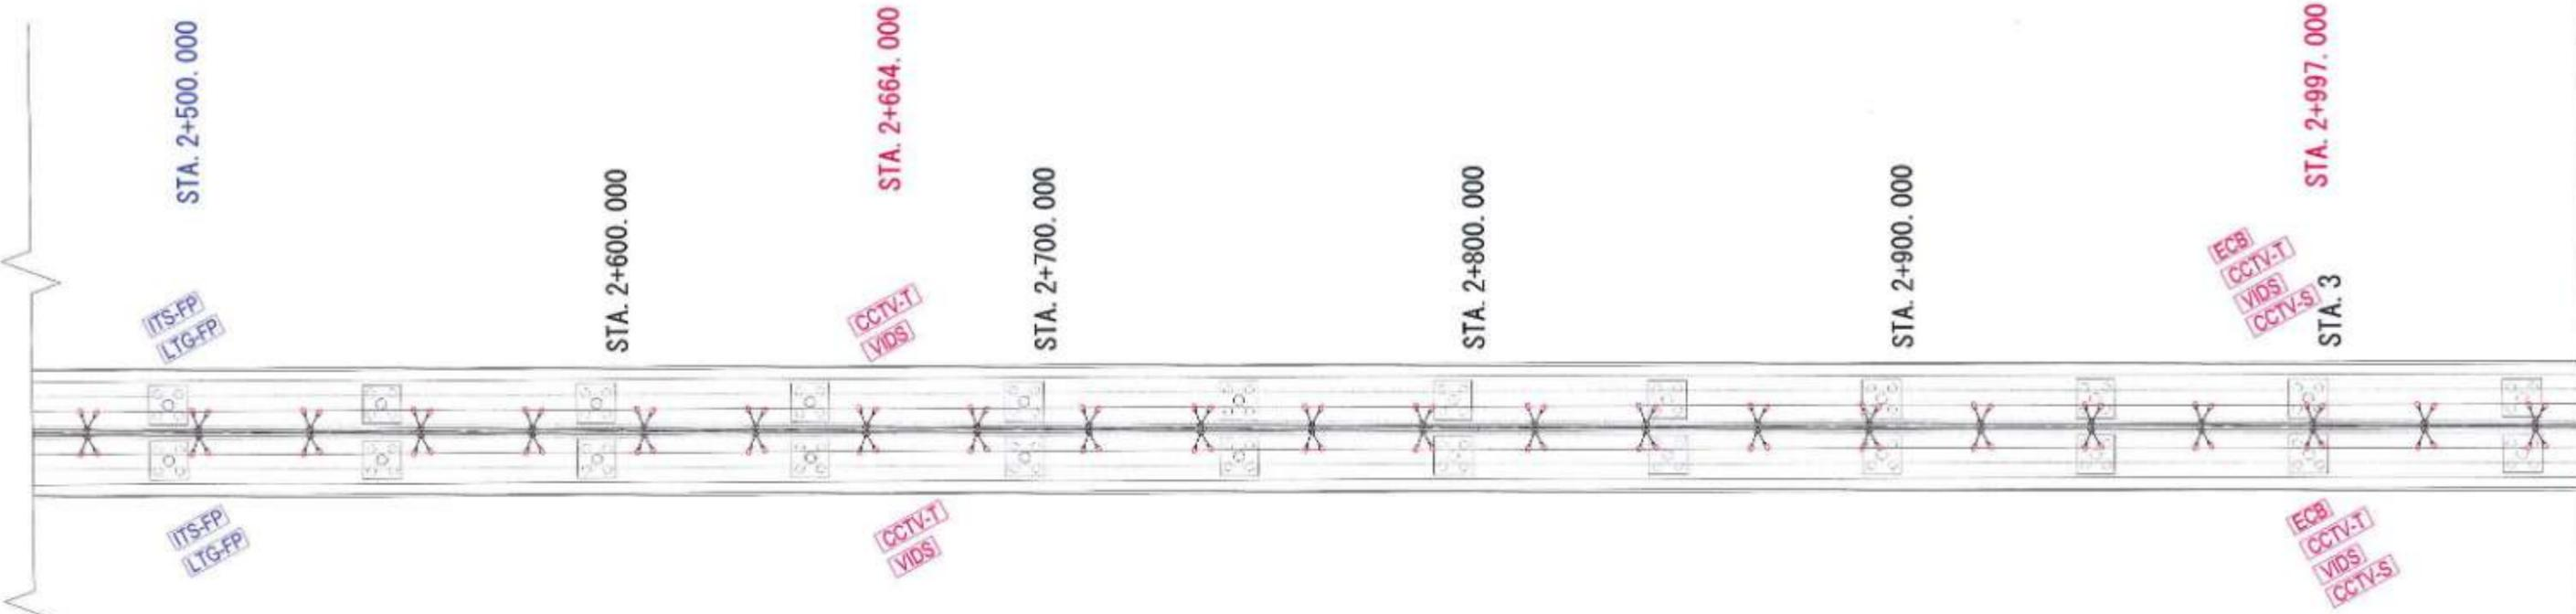 STA. 2+500. 000
STA. 2+600. 000
STA. 2+664. 000
STA. 2+700. 000
STA. 2+800. 000
STA. 2+900. 000
STA. 2+997. 000
STA. 3
ITS-FP
LTG-FP
CCTV-T
VIDS
ECB
CCTV-T
VIDS
CCTV-S
ITS-FP
LTG-FP
CCTV-T
VIDS
ECB
CCTV-T
VIDS
CCTV-S